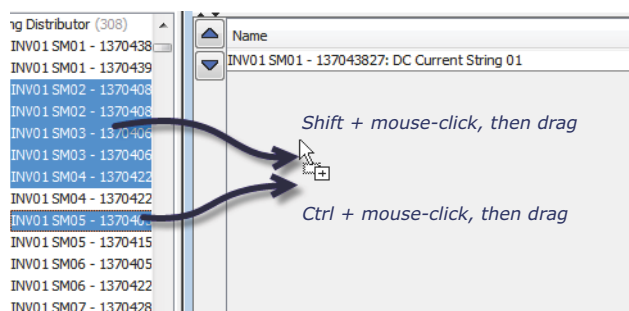 ng Distributor (308)
INV01 SM01 - 1370438
INV01 SM01 - 1370439
INV01 SM02 - 1370408
INV01 SM02 - 1370408
INV01 SM03 - 1370406
INV01 SM03 - 1370406
INV01 SM04 - 1370422
INV01 SM04 - 1370422
INV01 SM05 -
INV01 SM05 - 1370415
INV01 SM06 - 1370405
INV01 SM06 - 1370422
INV01 SM07 - 1370428
Name
INV01 SM01 - 137043827: DC Current String 01
Shift + mouse-click, then drag
Ctrl + mouse-click, then drag